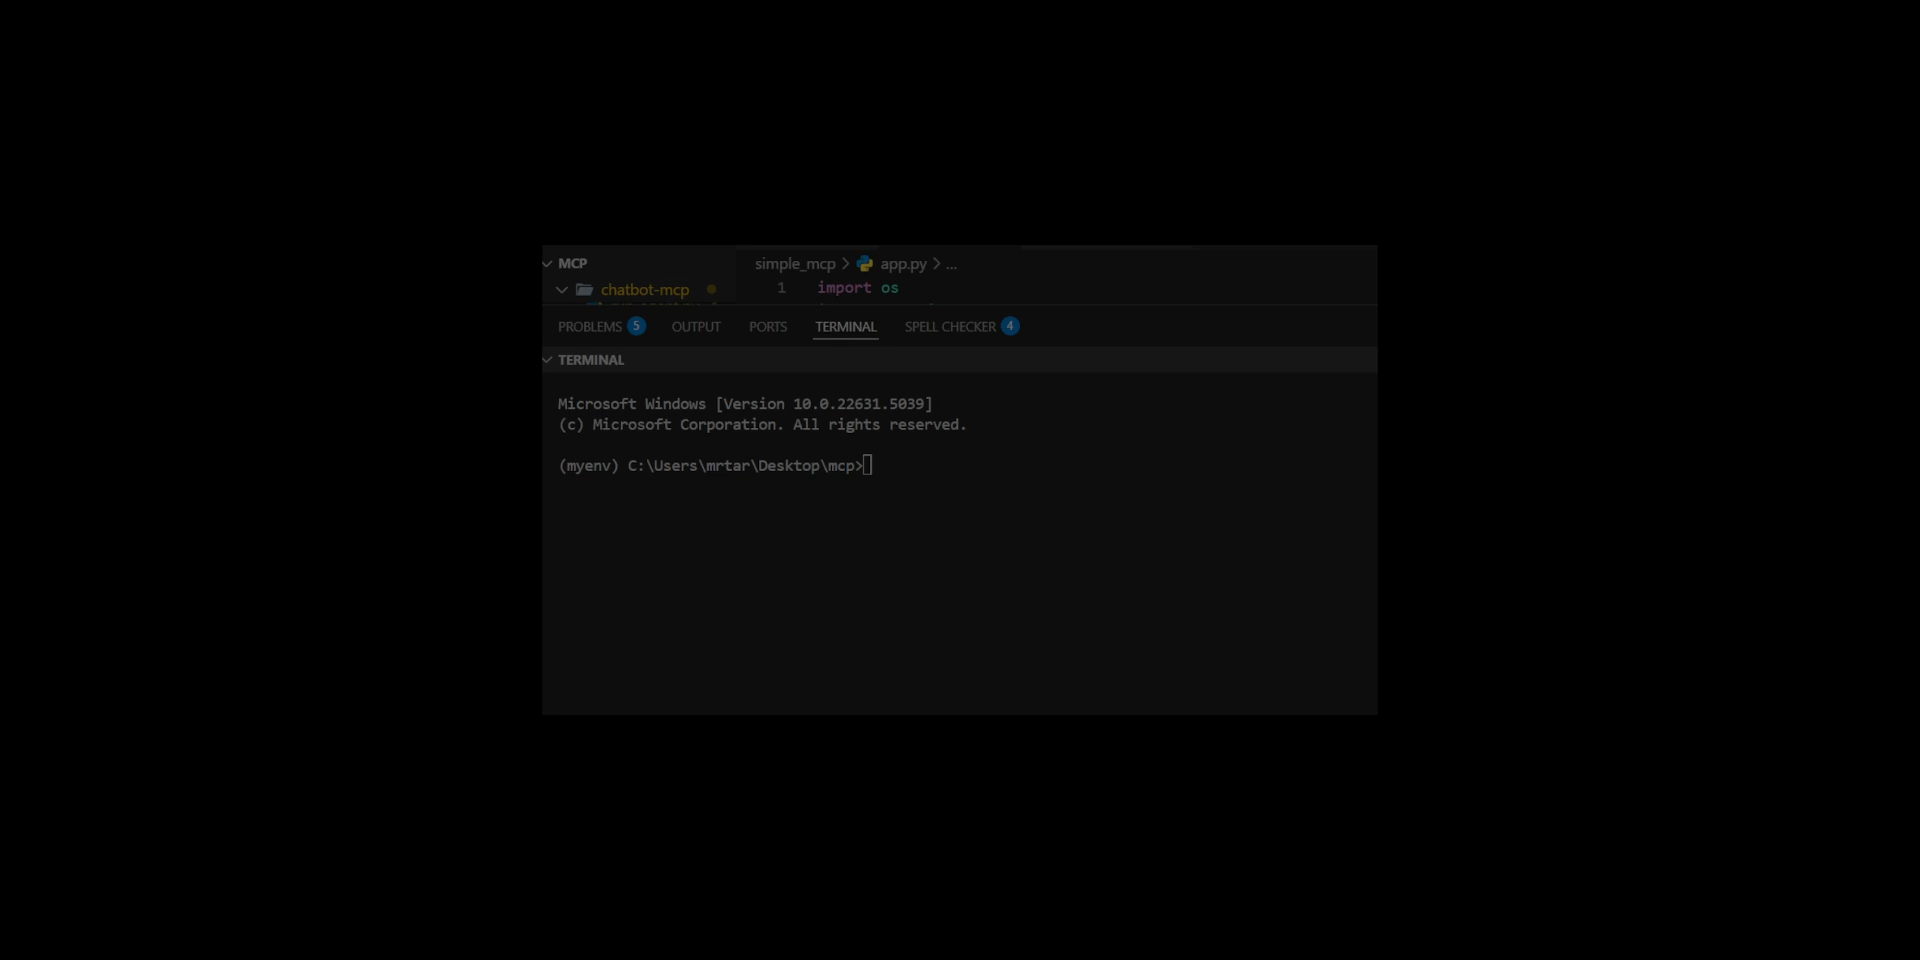 MCP
simple_mcp > app.py > ...
chatbot-mcp
1 import os
PROBLEMS 5 OUTPUT PORTS TERMINAL SPELL CHECKER 4
TERMINAL
Microsoft Windows [Version 10.0.22631.5039]
(c) Microsoft Corporation. All rights reserved.
(myenv) C:\Users\mrtar\Desktop\mcp>